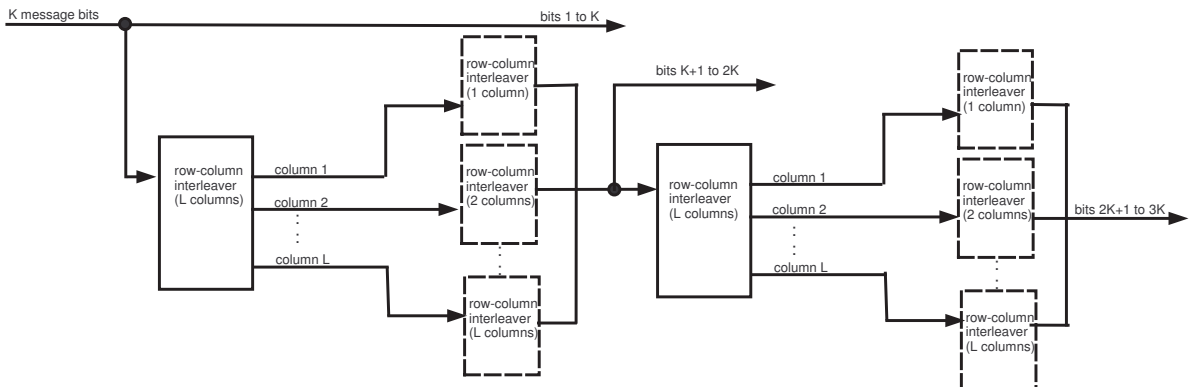 K message bits
bits 1 to K
row-column
interleaver
(1 column)
bits K+1 to 2K
row-column
interleaver
(1 column)
row-column
interleaver
(L columns)
column 1
row-column
interleaver
(2 columns)
row-column
interleaver
(L columns)
column 1
row-column
interleaver
(2 columns)
column 2
column 2
bits 2K+1 to 3K
column L
column L
row-column
interleaver
(L columns)
row-column
interleaver
(L columns)